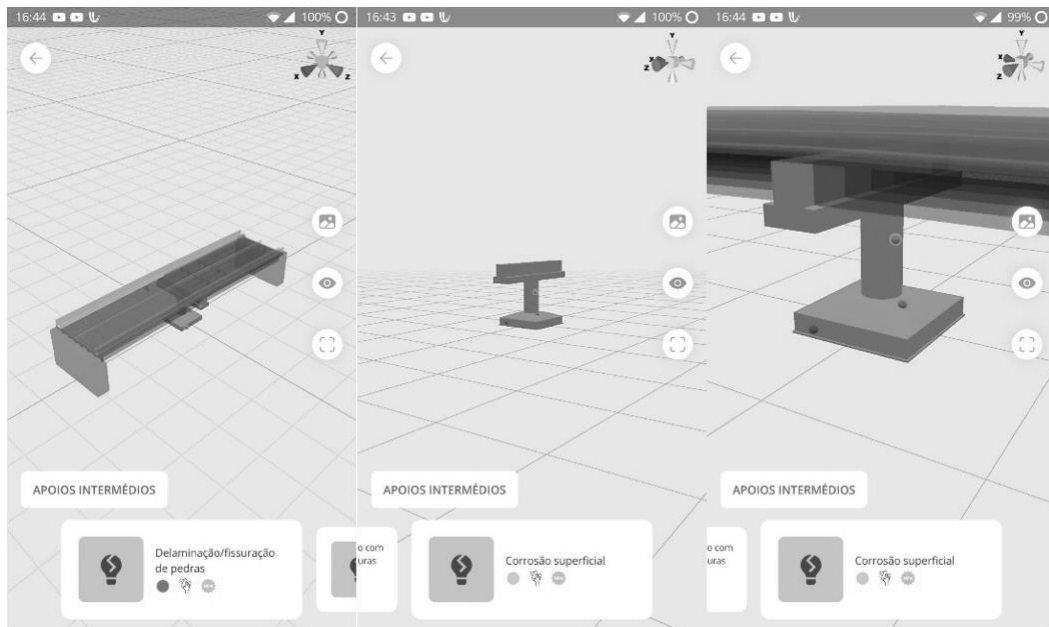 16:44
100%
Y
X
Z
APOIOS INTERMÉDIOS
Delaminação/fissuração
de pedras
16:43
100%
Y
X
Z
APOIOS INTERMÉDIOS
o com
uras
Corrosão superficial
16:44
99%
Y
X
Z
APOIOS INTERMÉDIOS
o com
uras
Corrosão superficial